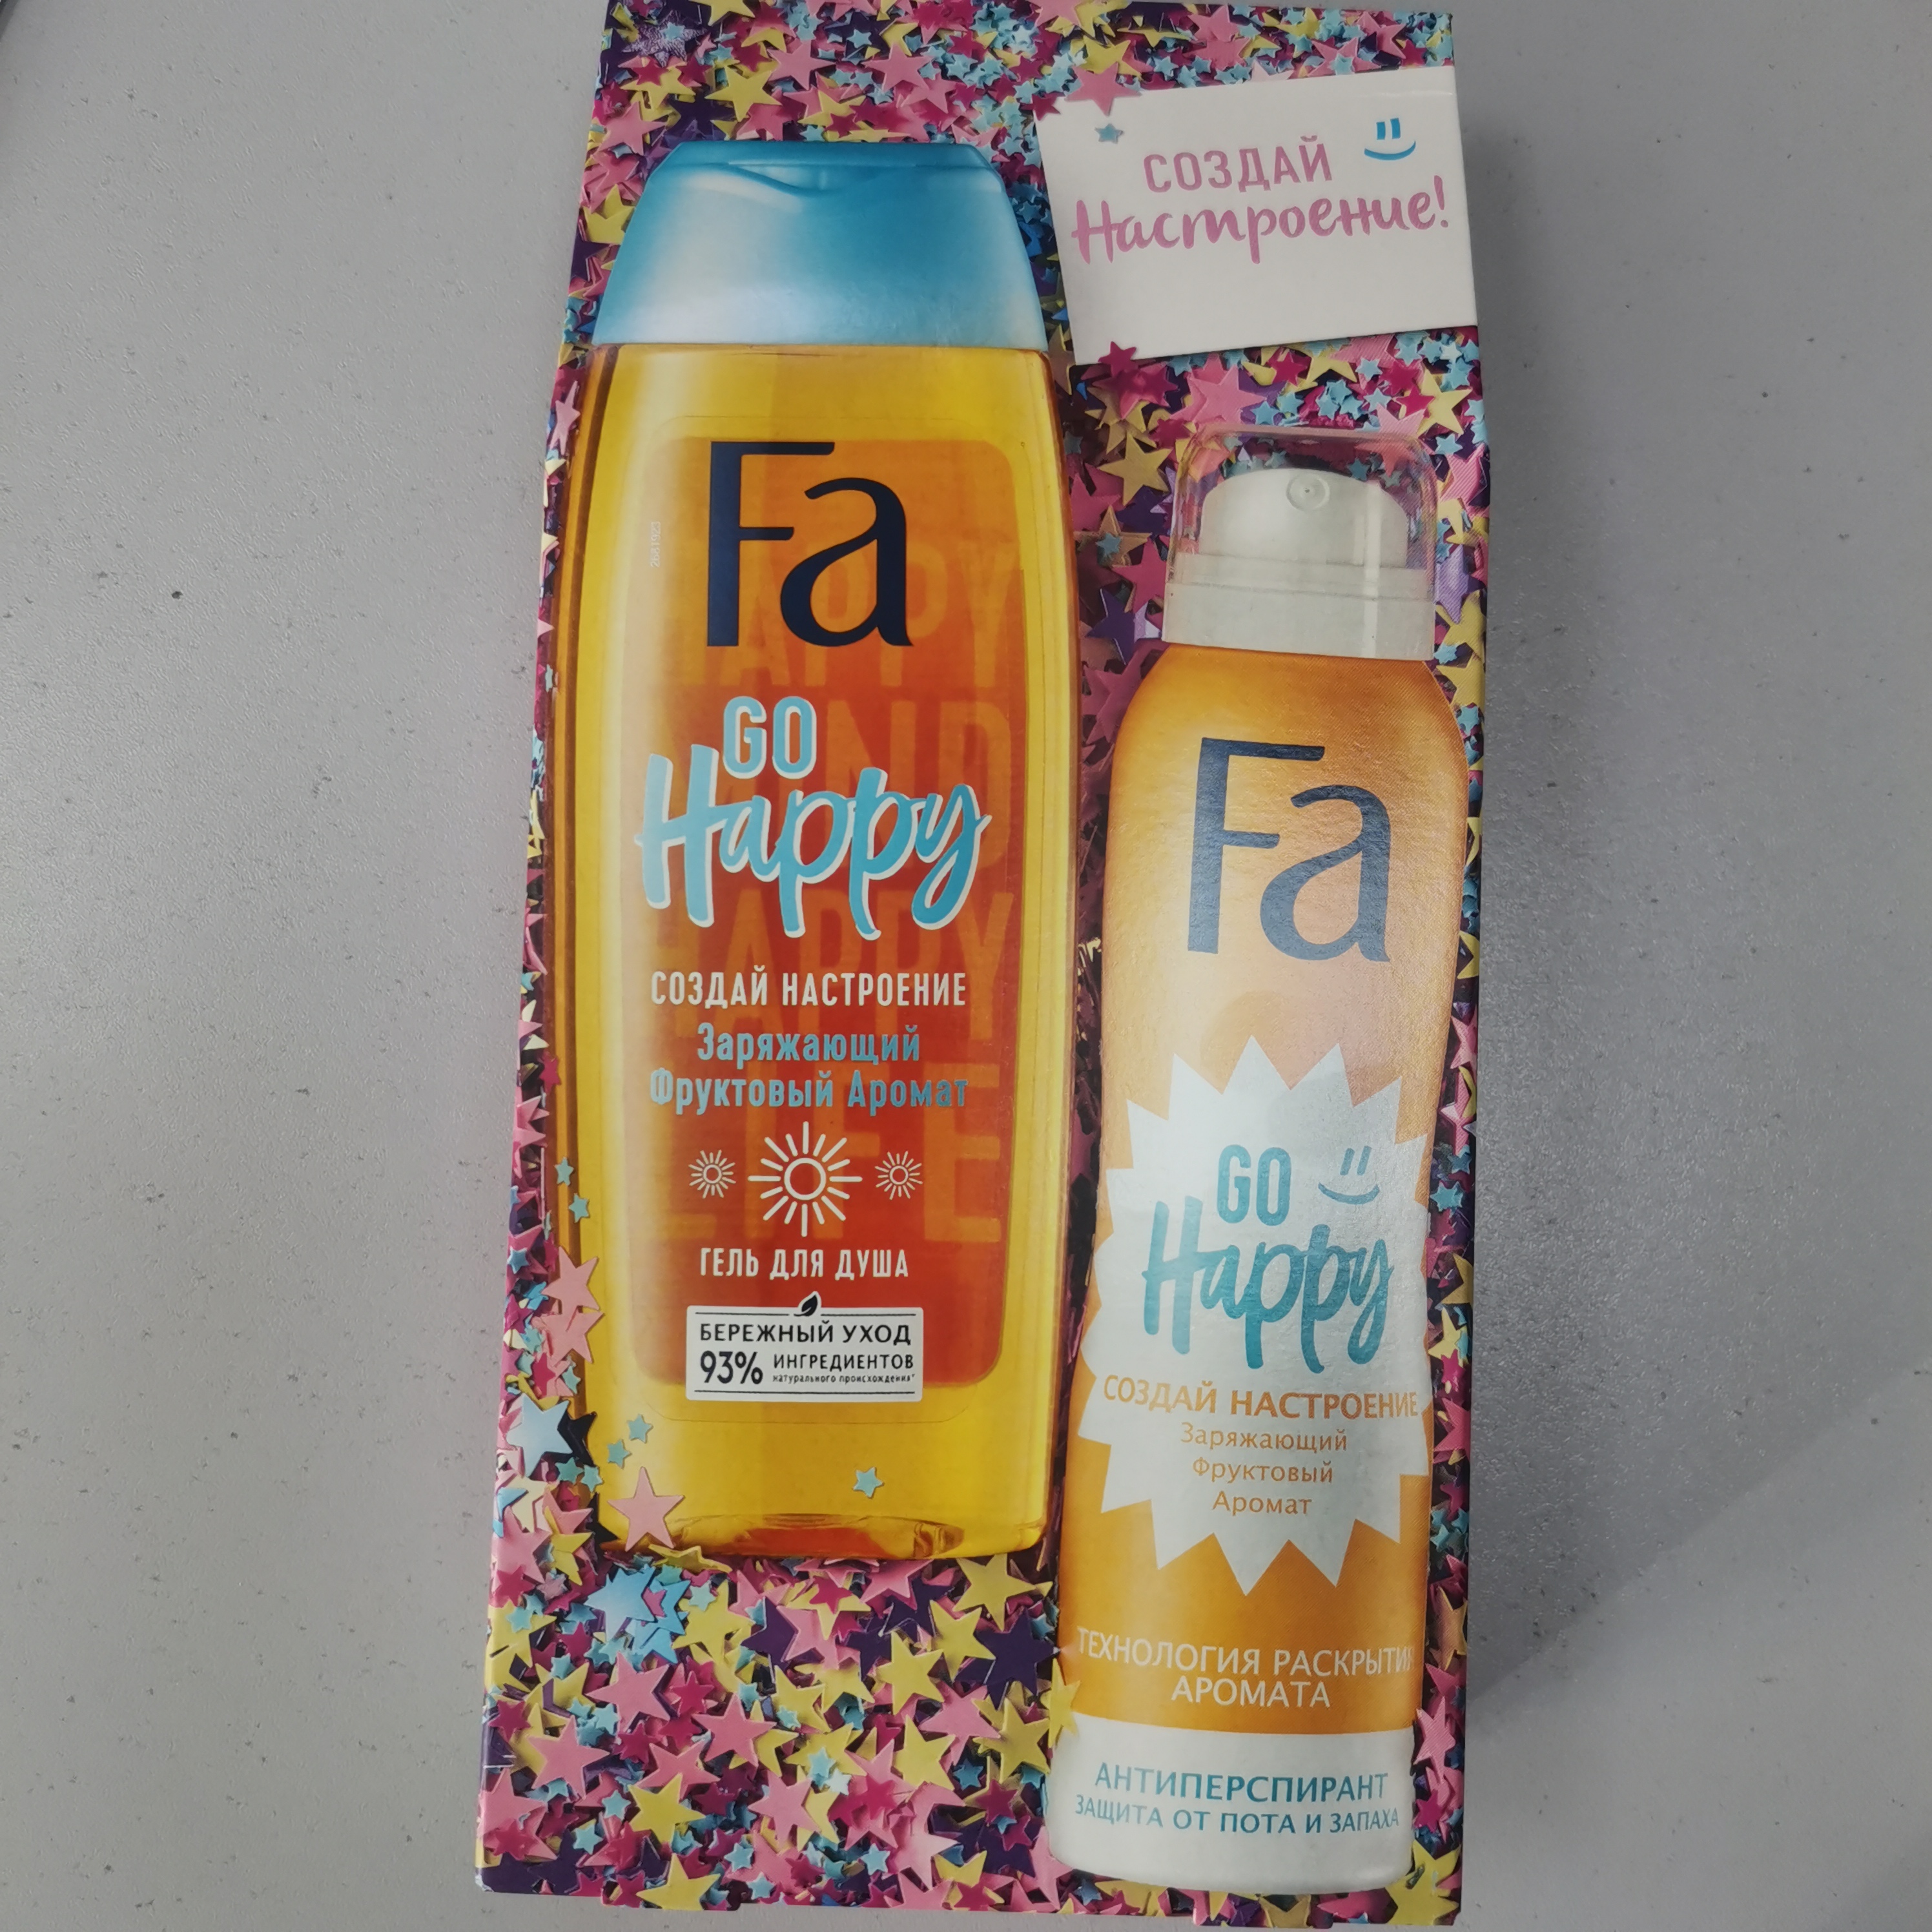 СОЗДАЙ
Настроение!
Fa
GO
Happy
СОЗДАЙ НАСТРОЕНИЕ
Заряжающий
Фруктовый Аромат
ГЕЛЬ ДЛЯ ДУША
БЕРЕЖНЫЙ УХОД
93% ИНГРЕДИЕНТОВ
натурального происхождения*
Fa
GO
Happy
СОЗДАЙ НАСТРОЕНИЕ
Заряжающий
Фруктовый
Аромат
ТЕХНОЛОГИЯ РАСКРЫТИЯ
АРОМАТА
АНТИПЕРСПИРАНТ
ЗАЩИТА ОТ ПОТА И ЗАПАХА